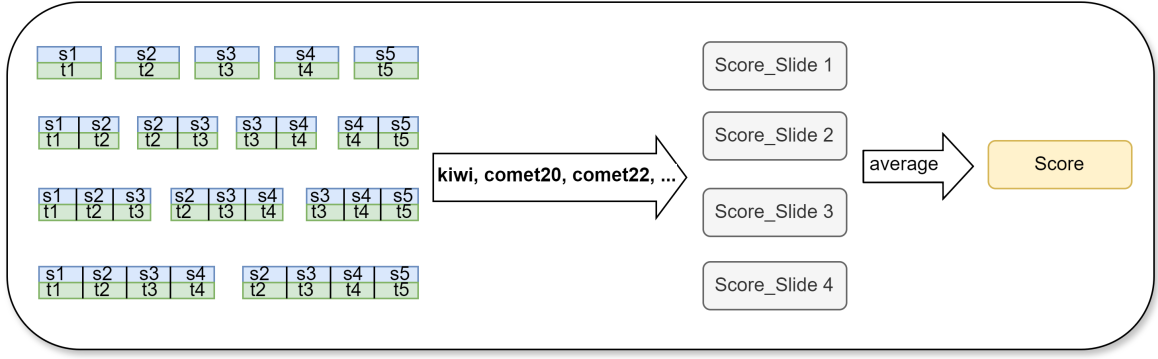 s1 s2 s3 s4 s5
t1 t2 t3 t4 t5
s1 s2 s2 s3 s3 s4 s4 s5
t1 t2 t2 t3 t3 t4 t4 t5
s1 s2 s3 s2 s3 s4 s3 s4 s5
t1 t2 t3 t2 t3 t4 t3 t4 t5
s1 s2 s3 s4 s2 s3 s4 s5
t1 t2 t3 t4 t2 t3 t4 t5
kiwi, comet20, comet22, ...
Score_Slide 1
Score_Slide 2
Score_Slide 3
Score_Slide 4
average
Score